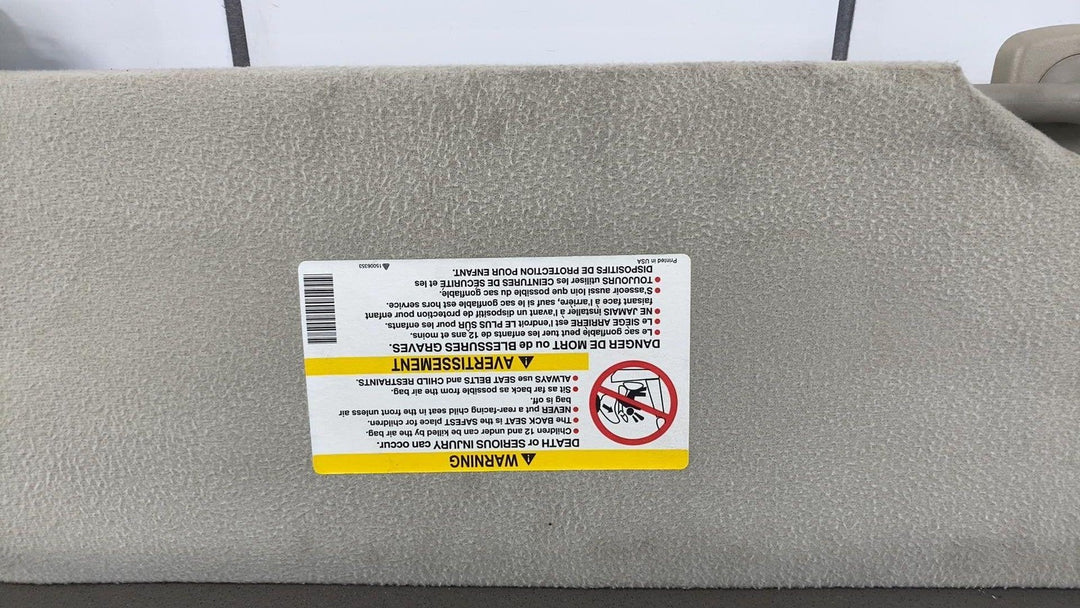 WARNING
DEATH or SERIOUS INJURY can occur.
• Children 12 and under can be killed by the air bag.
• The BACK SEAT is the SAFEST place for children.
• NEVER put a rear-facing child seat in the front unless air
bag is off.
• Sit as far back as possible from the air bag.
• ALWAYS use SEAT BELTS and CHILD RESTRAINTS.
AVERTISSEMENT
DANGER DE MORT ou de BLESSURES GRAVES.
• Le sac gonflable peut tuer les enfants de 12 ans et moins.
• Le SIÈGE ARRIÈRE est l'endroit LE PLUS SUR pour les enfants.
• NE JAMAIS installer à l'avant un dispositif de protection pour enfant
faisant face à l'arrière, sauf si le sac gonflable est hors service.
• S'asseoir aussi loin que possible du sac gonflable.
• TOUJOURS utiliser les CEINTURES DE SÉCURITÉ et les
DISPOSITIFS DE PROTECTION POUR ENFANT.
Printed in USA
15006353